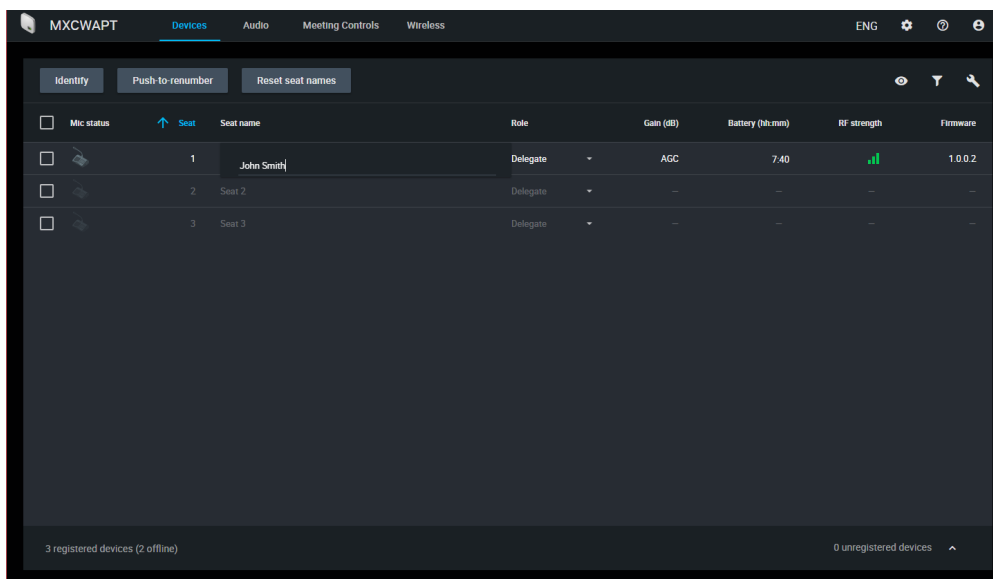 MXCWAPT Devices Audio Meeting Controls Wireless ENG
Identify Push-to-renumber Reset seat names
Mic status Seat Seat name Role Gain (dB) Battery (hh:mm) RF strength Firmware
1 John Smith Delegate AGC 7:40 1.0.0.2
2 Seat 2 Delegate – – – –
3 Seat 3 Delegate – – – –
3 registered devices (2 offline) 0 unregistered devices